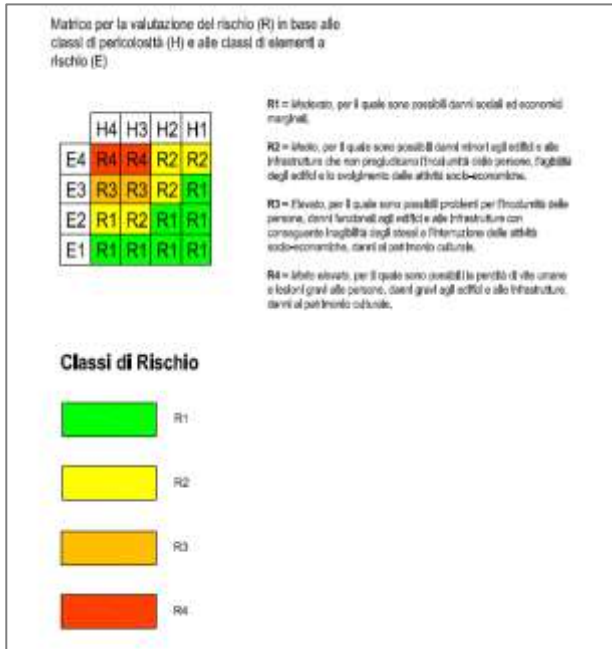 Matrice per la valutazione del rischio (R) in base alle
classi di pericolosità (H) e alle classi di elementi a
rischio (E)
H4 H3 H2 H1
E4 R4 R4 R2 R2
E3 R3 R3 R2 R1
E2 R1 R2 R1 R1
E1 R1 R1 R1 R1
R1 = Moderato, per il quale sono possibili danni sociali ed economici
marginali.
R2 = Medio, per il quale sono possibili danni minori agli edifici e alle
infrastrutture che non pregiudicano l'incolumità delle persone, l'agibilità
degli edifici e lo svolgimento delle attività socio-economiche.
R3 = Elevato, per il quale sono possibili problemi per l'incolumità delle
persone, danni funzionali agli edifici e alle infrastrutture con
conseguente inagibilità degli stessi e l'interruzione delle attività
socio-economiche, danni al patrimonio culturale.
R4 = Molto elevato, per il quale sono possibili la perdita di vite umane
e lesioni gravi alle persone, danni gravi agli edifici e alle infrastrutture,
danni al patrimonio culturale.
Classi di Rischio
R1
R2
R3
R4